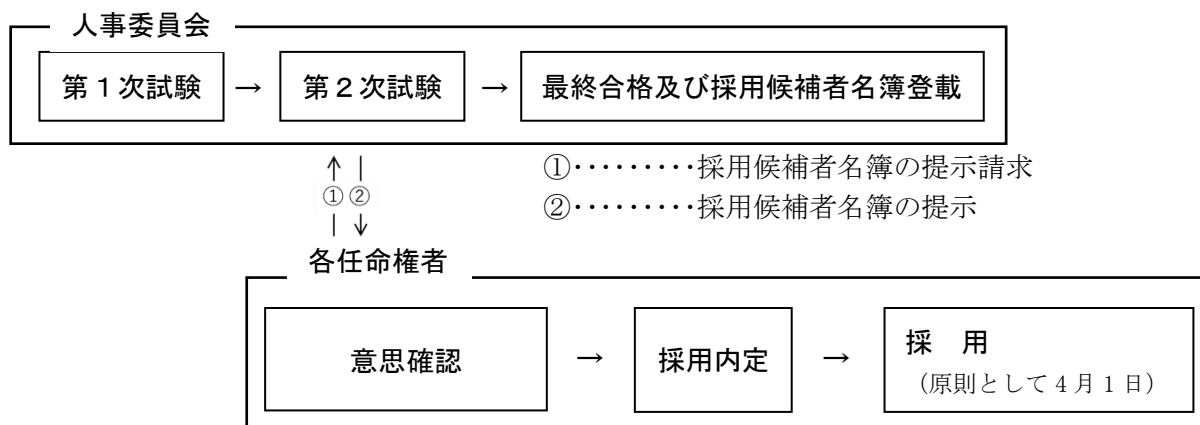 人事委員会
第1次試験 → 第2次試験 → 最終合格及び採用候補者名簿登載
①・・・・・・・・・採用候補者名簿の提示請求
②・・・・・・・・・採用候補者名簿の提示
↑ |
① ②
| ↓
各任命権者
意思確認 → 採用内定 → 採 用
(原則として4月1日)